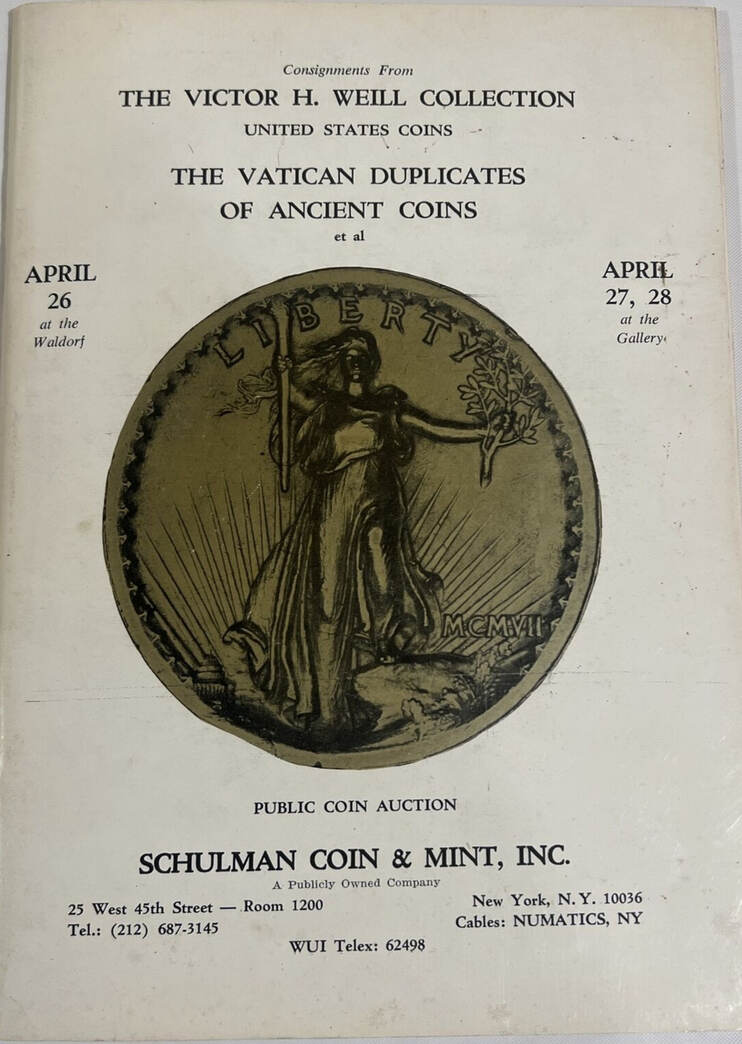 Consignments From
THE VICTOR H. WEILL COLLECTION
UNITED STATES COINS
THE VATICAN DUPLICATES
OF ANCIENT COINS
et al
APRIL
26
at the
Waldorf
APRIL
27, 28
at the
Gallery
LIBERTY
MCMVII
PUBLIC COIN AUCTION
SCHULMAN COIN & MINT, INC.
A Publicly Owned Company
25 West 45th Street — Room 1200
Tel.: (212) 687-3145
New York, N. Y. 10036
Cables: NUMATICS, NY
WUI Telex: 62498